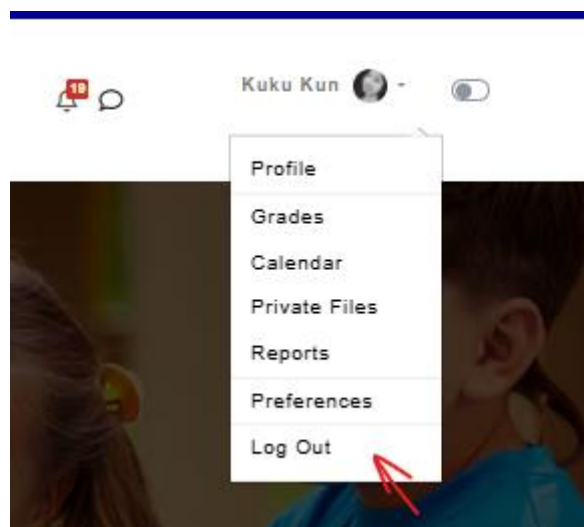 19
Kuku Kun
Profile
Grades
Calendar
Private Files
Reports
Preferences
Log Out